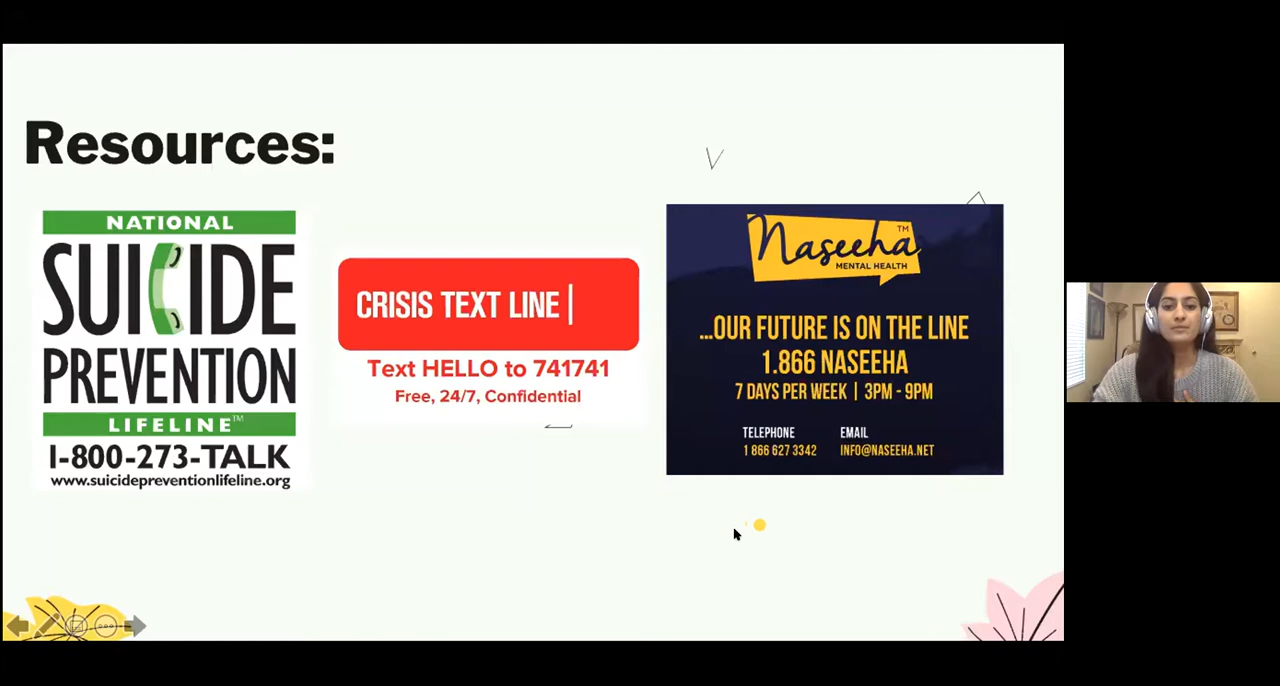 Resources:
NATIONAL
SUICIDE
PREVENTION
LIFELINE™
1-800-273-TALK
www.suicidepreventionlifeline.org
CRISIS TEXT LINE |
Text HELLO to 741741
Free, 24/7, Confidential
Naseeha™
MENTAL HEALTH
...OUR FUTURE IS ON THE LINE
1.866 NASEEHA
7 DAYS PER WEEK | 3PM - 9PM
TELEPHONE
1 866 627 3342
EMAIL
INFO@NASEEHA.NET